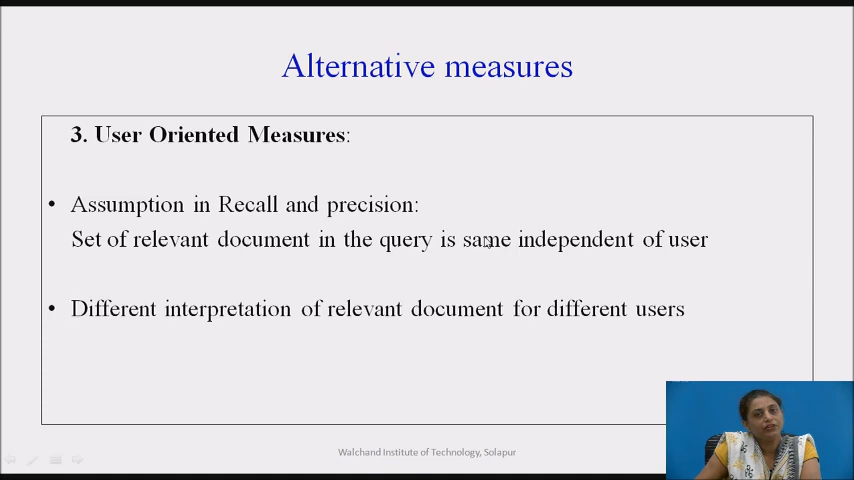 Alternative measures
3. User Oriented Measures:
• Assumption in Recall and precision:
Set of relevant document in the query is same independent of user
• Different interpretation of relevant document for different users
Walchand Institute of Technology, Solapur